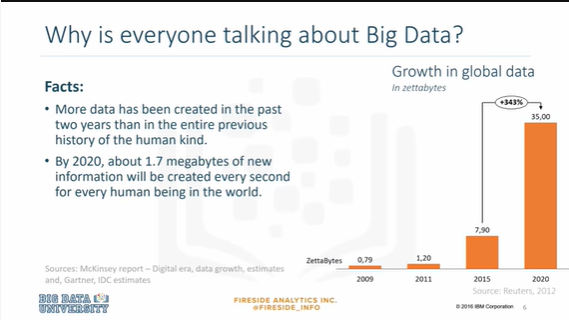 Why is everyone talking about Big Data?
Facts:
• More data has been created in the past
two years than in the entire previous
history of the human kind.
• By 2020, about 1.7 megabytes of new
information will be created every second
for every human being in the world.
Growth in global data
In zettabytes
+343%
35,00
7,90
ZettaBytes 0,79 1,20
2009 2011 2015 2020
Sources: McKinsey report – Digital era, data growth, estimates
and, Gartner, IDC estimates
Source: Reuters, 2012
BIG DATA
UNIVERSITY
FIRESIDE ANALYTICS INC.
@FIRESIDE_INFO
© 2016 IBM Corporation 6